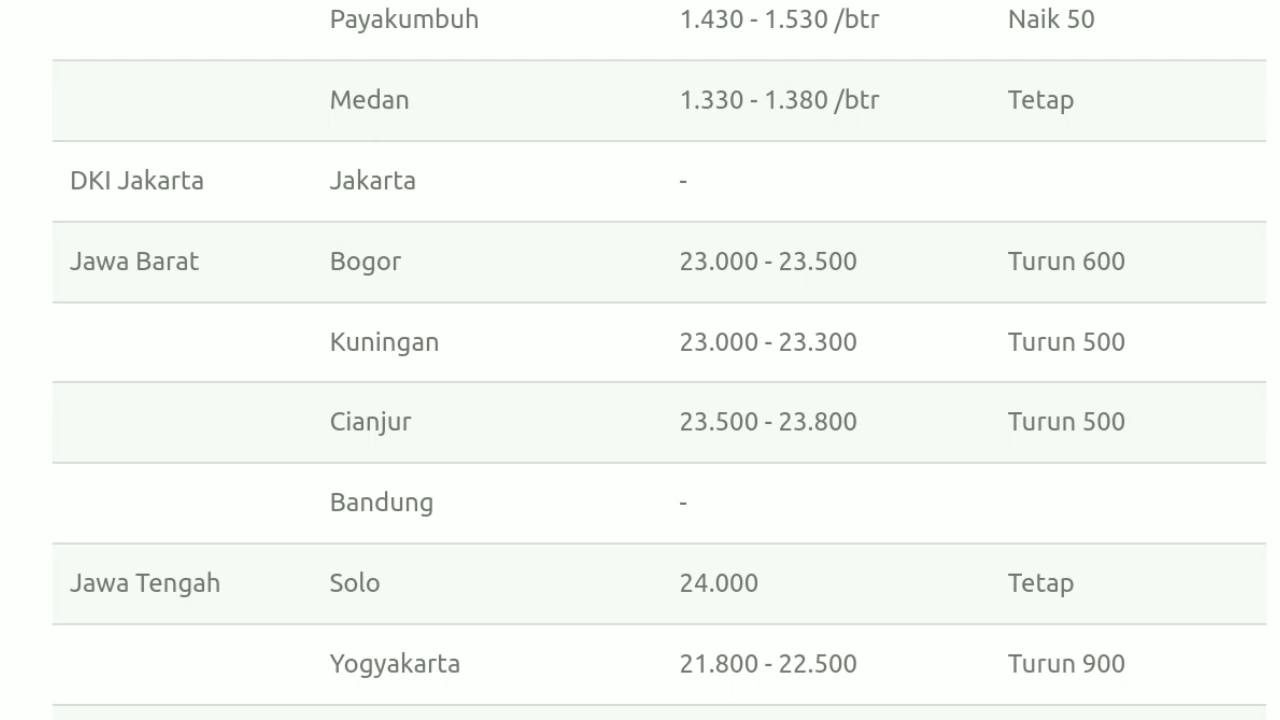 Payakumbuh 1.430 - 1.530 /btr Naik 50
Medan 1.330 - 1.380 /btr Tetap
DKI Jakarta Jakarta -
Jawa Barat Bogor 23.000 - 23.500 Turun 600
Kuningan 23.000 - 23.300 Turun 500
Cianjur 23.500 - 23.800 Turun 500
Bandung -
Jawa Tengah Solo 24.000 Tetap
Yogyakarta 21.800 - 22.500 Turun 900